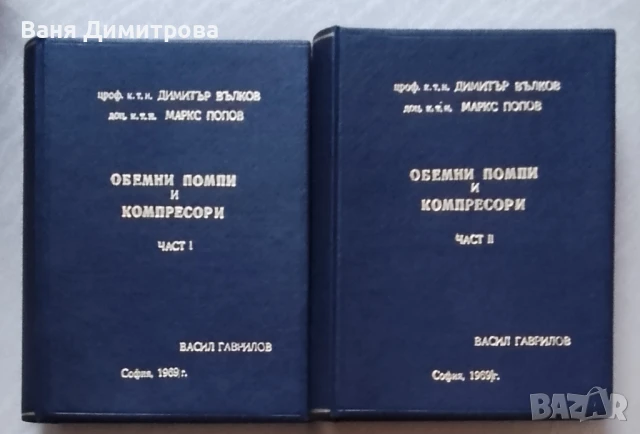 Ваня Димитрова
проф. к.т.н. ДИМИТЪР ВЪЛКОВ
доц. к.т.н. МАРКС ПОПОВ
ОБЕМНИ ПОМПИ
И
КОМПРЕСОРИ
ЧАСТ I
ВАСИЛ ГАВРИЛОВ
София, 1969г.
проф. к.т.н. ДИМИТЪР ВЪЛКОВ
доц. к.т.н. МАРКС ПОПОВ
ОБЕМНИ ПОМПИ
И
КОМПРЕСОРИ
ЧАСТ II
ВАСИЛ ГАВРИЛОВ
София, 1969г.
BAZAR